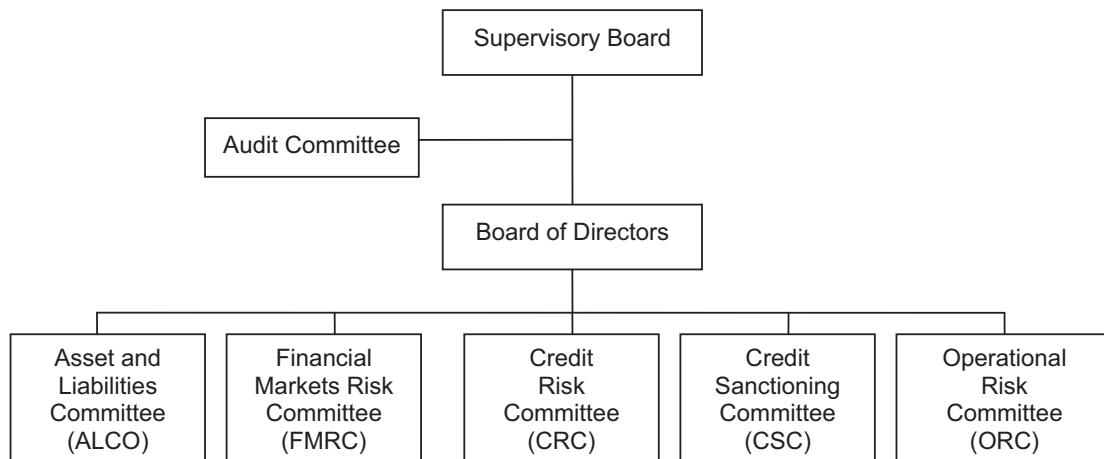 Supervisory Board
Audit Committee
Board of Directors
Asset and
Liabilities
Committee
(ALCO)
Financial
Markets Risk
Committee
(FMRC)
Credit
Risk
Committee
(CRC)
Credit
Sanctioning
Committee
(CSC)
Operational
Risk
Committee
(ORC)